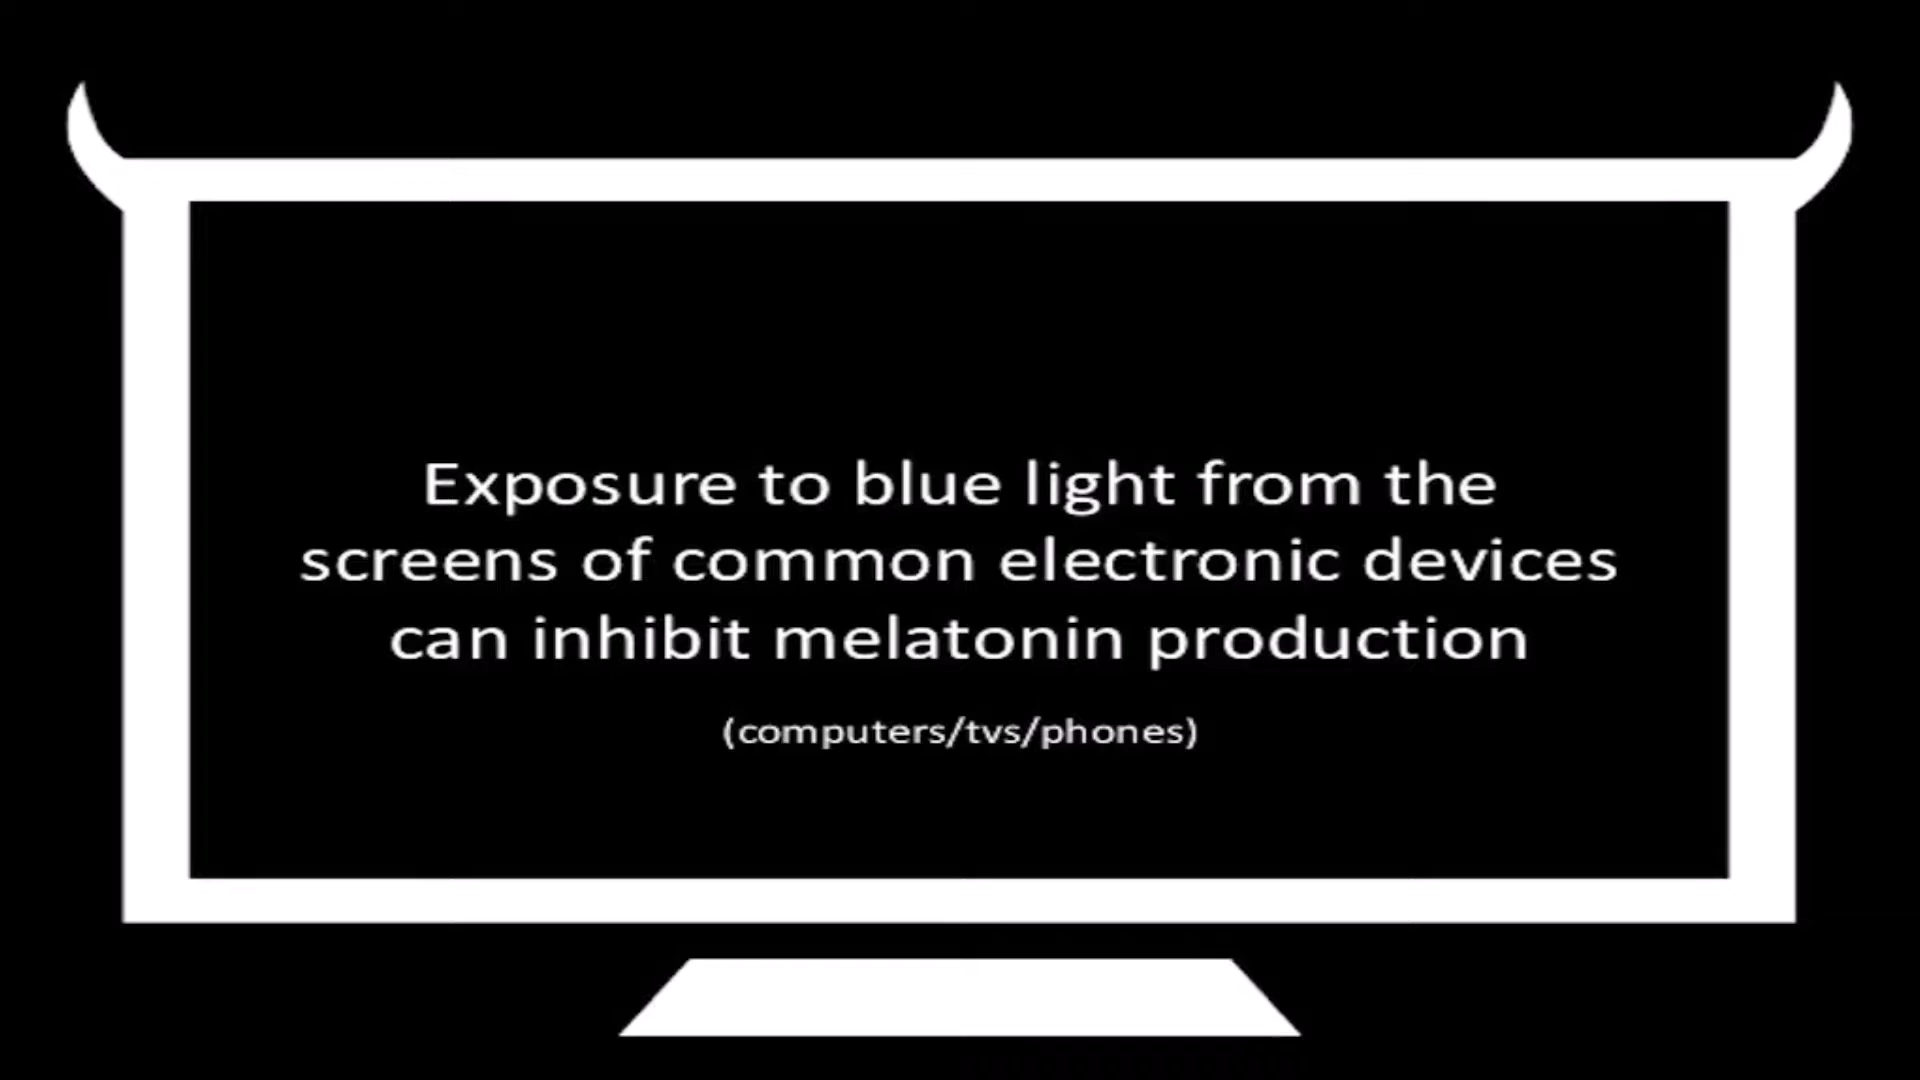 Exposure to blue light from the
screens of common electronic devices
can inhibit melatonin production
(computers/tvs/phones)